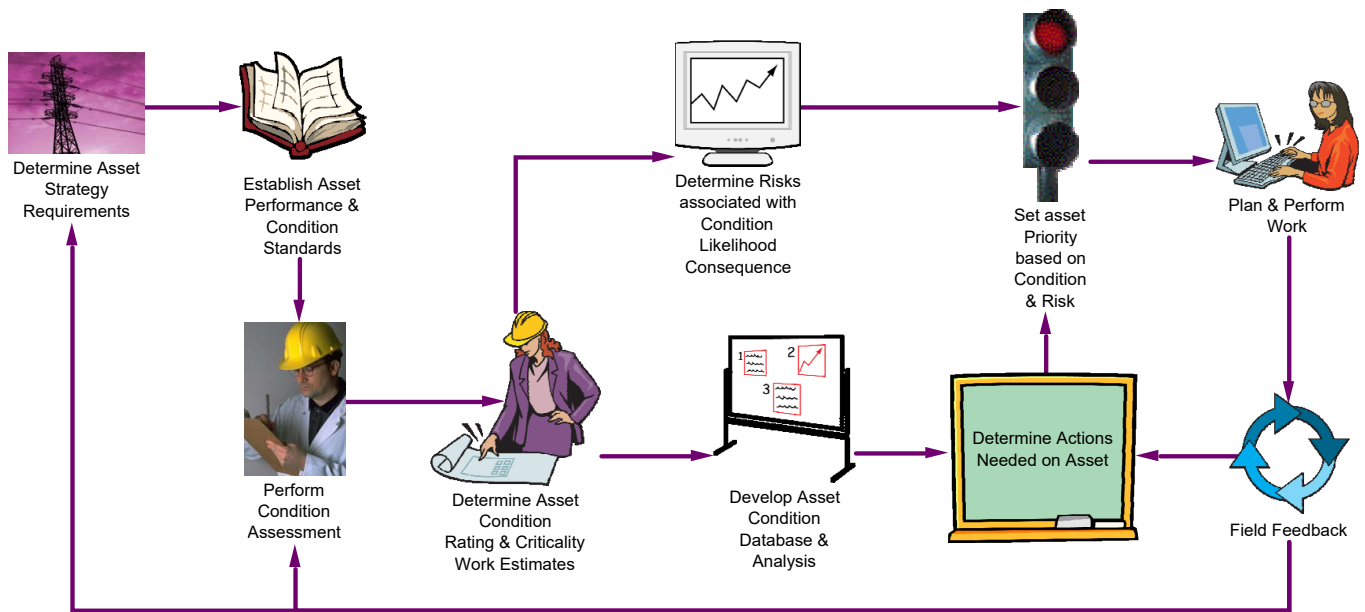 Determine Asset
Strategy
Requirements
Establish Asset
Performance &
Condition
Standards
Determine Risks
associated with
Condition
Likelihood
Consequence
Set asset
Priority
based on
Condition
& Risk
Plan & Perform
Work
Perform
Condition
Assessment
Determine Asset
Condition
Rating & Criticality
Work Estimates
1
2
3
Develop Asset
Condition
Database &
Analysis
Determine Actions
Needed on Asset
Field Feedback